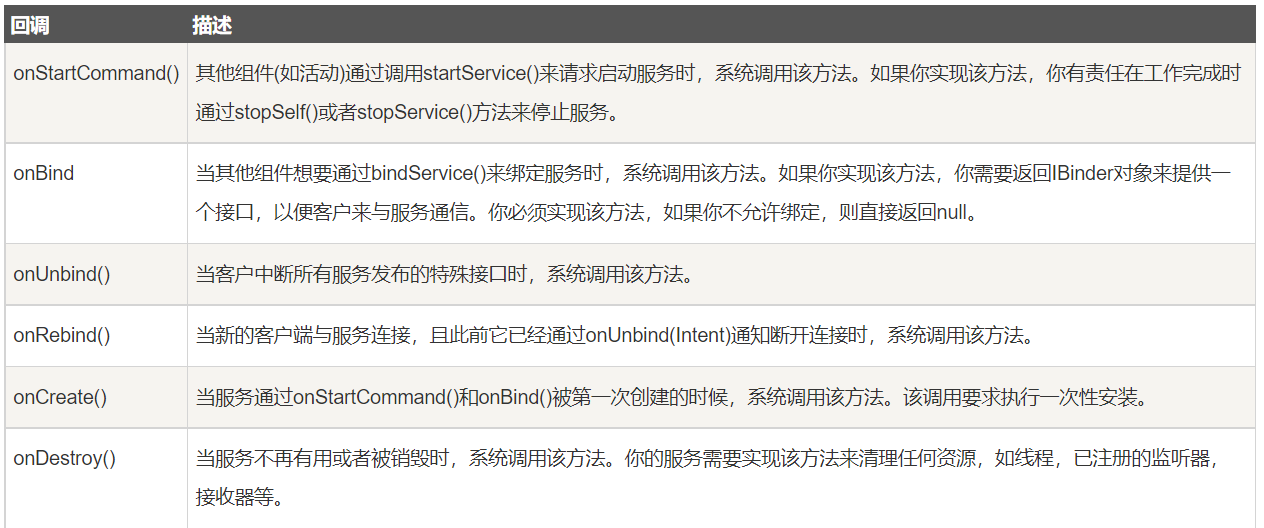 回调 描述
onStartCommand() 其他组件(如活动)通过调用startService()来请求启动服务时，系统调用该方法。如果你实现该方法，你有责任在工作完成时
通过stopSelf()或者stopService()方法来停止服务。
onBind 当其他组件想要通过bindService()来绑定服务时，系统调用该方法。如果你实现该方法，你需要返回IBinder对象来提供一
个接口，以便客户来与服务通信。你必须实现该方法，如果你不允许绑定，则直接返回null。
onUnbind() 当客户中断所有服务发布的特殊接口时，系统调用该方法。
onRebind() 当新的客户端与服务连接，且此前它已经通过onUnbind(Intent)通知断开连接时，系统调用该方法。
onCreate() 当服务通过onStartCommand()和onBind()被第一次创建的时候，系统调用该方法。该调用要求执行一次性安装。
onDestroy() 当服务不再有用或者被销毁时，系统调用该方法。你的服务需要实现该方法来清理任何资源，如线程，已注册的监听器，
接收器等。